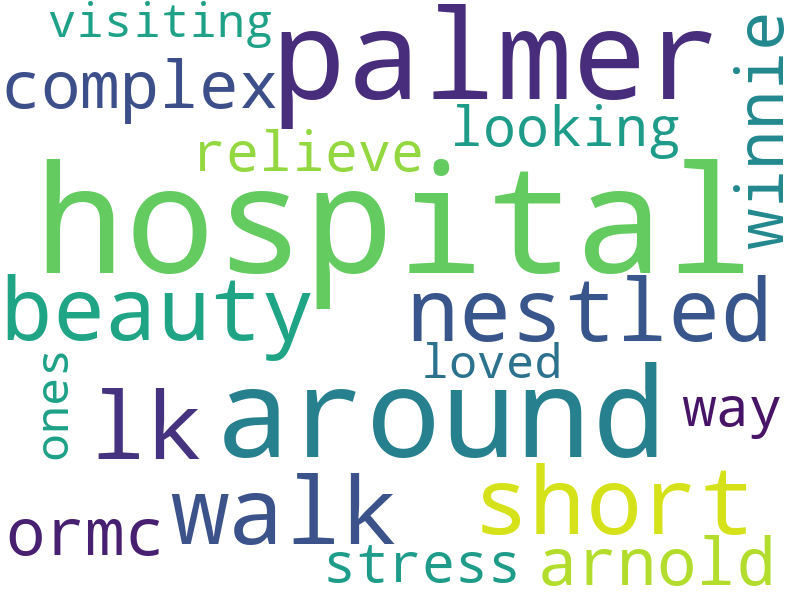 visiting
palmer
complex
winnie
looking
relieve
hospital
beauty
nestled
loved
ones
lk
around
way
walk
short
ormc
stress
arnold